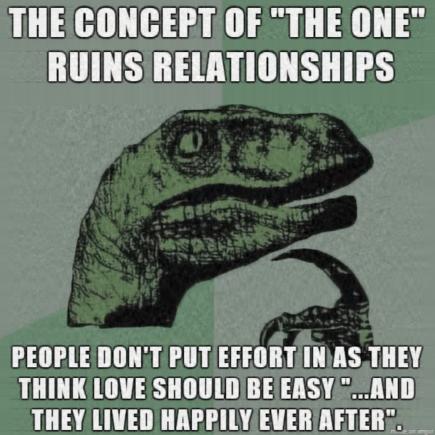 THE CONCEPT OF "THE ONE"
RUINS RELATIONSHIPS
PEOPLE DON'T PUT EFFORT IN AS THEY
THINK LOVE SHOULD BE EASY "...AND
THEY LIVED HAPPILY EVER AFTER".